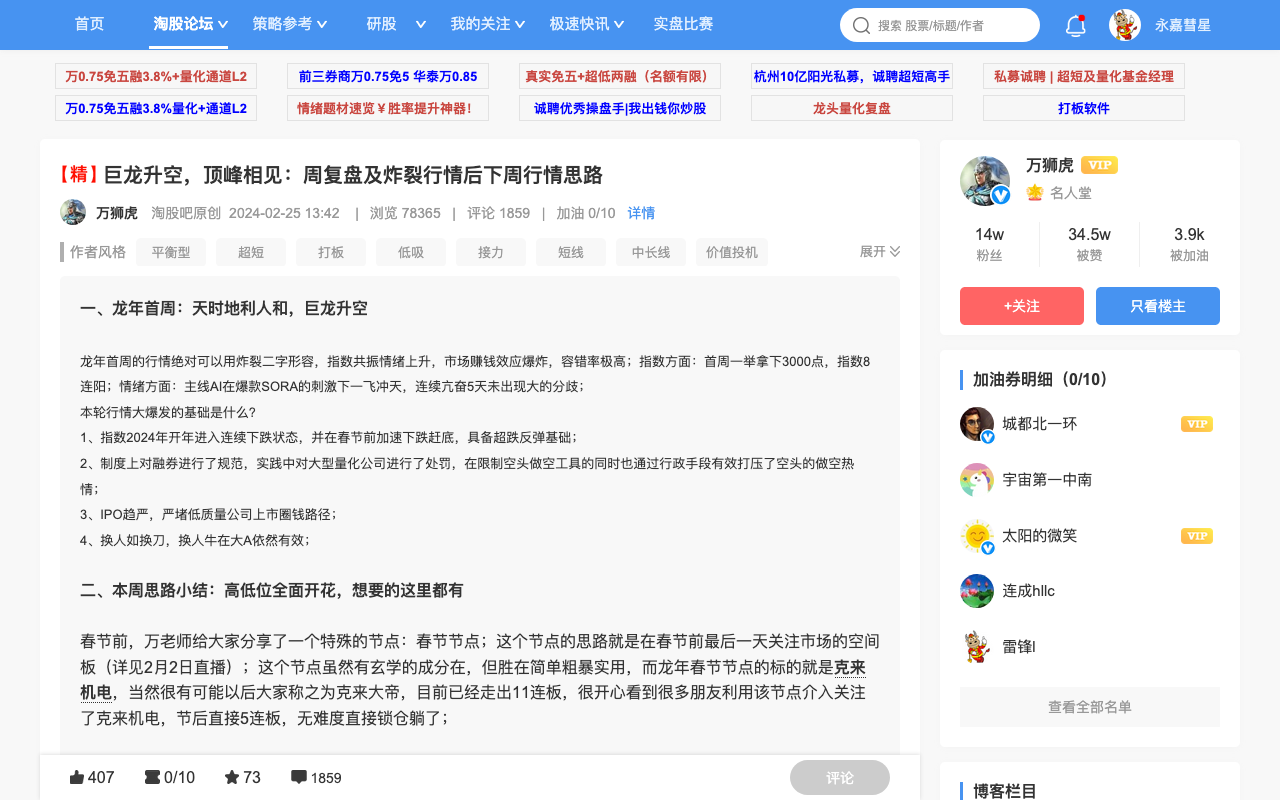 首页 淘股论坛 策略参考 研股 我的关注 极速快讯 实盘比赛 搜索 股票/标题/作者 永嘉彗星
万0.75免五融3.8%+量化通道L2 前三券商万0.75免5 华泰万0.85 真实免五+超低两融（名额有限） 杭州10亿阳光私募，诚聘超短高手 私募诚聘 | 超短及量化基金经理
万0.75免五融3.8%量化+通道L2 情绪题材速览￥胜率提升神器！ 诚聘优秀操盘手|我出钱你炒股 龙头量化复盘 打板软件
【精】巨龙升空，顶峰相见：周复盘及炸裂行情后下周行情思路
万狮虎 淘股吧原创 2024-02-25 13:42 | 浏览 78365 | 评论 1859 | 加油 0/10 详情
作者风格 平衡型 超短 打板 低吸 接力 短线 中长线 价值投机 展开
一、龙年首周：天时地利人和，巨龙升空
龙年首周的行情绝对可以用炸裂二字形容，指数共振情绪上升，市场赚钱效应爆炸，容错率极高；指数方面：首周一举拿下3000点，指数8
连阳；情绪方面：主线AI在爆款SORA的刺激下一飞冲天，连续亢奋5天未出现大的分歧；
本轮行情大爆发的基础是什么？
1、指数2024年开年进入连续下跌状态，并在春节前加速下跌赶底，具备超跌反弹基础；
2、制度上对融券进行了规范，实践中对大型量化公司进行了处罚，在限制空头做空工具的同时也通过行政手段有效打压了空头的做空热
情；
3、IPO趋严，严堵低质量公司上市圈钱路径；
4、换人如换刀，换人牛在大A依然有效；
二、本周思路小结：高低位全面开花，想要的这里都有
春节前，万老师给大家分享了一个特殊的节点：春节节点；这个节点的思路就是在春节前最后一天关注市场的空间
板（详见2月2日直播）；这个节点虽然有玄学的成分在，但胜在简单粗暴实用，而龙年春节节点的标的就是克来
机电，当然很有可能以后大家称之为克来大帝，目前已经走出11连板，很开心看到很多朋友利用该节点介入关注
了克来机电，节后直接5连板，无难度直接锁仓躺了；
407 0/10 73 1859 评论
万狮虎 VIP
名人堂
14w 34.5w 3.9k
粉丝 被赞 被加油
+关注 只看楼主
加油券明细（0/10）
城都北一环 VIP
宇宙第一中南
太阳的微笑 VIP
连成hllc
雷锋l
查看全部名单
博客栏目